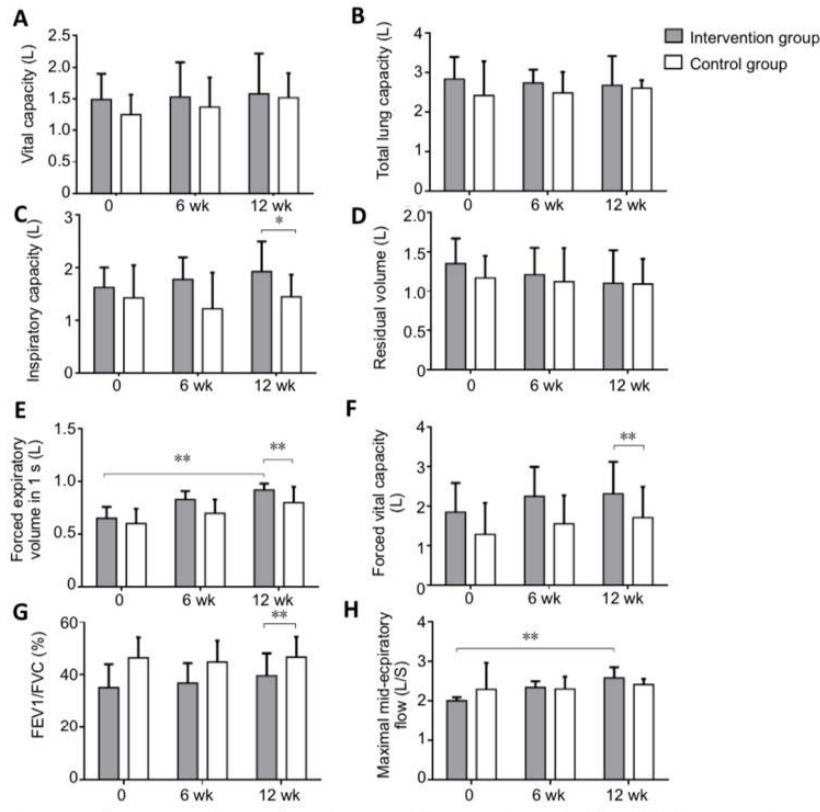 A
Vital capacity (L)
2.5
2.0
1.5
1.0
0.5
0
0 6 wk 12 wk
B
Total lung capacity (L)
4
3
2
1
0
0 6 wk 12 wk
Intervention group
Control group
C
Inspiratory capacity (L)
3
2
1
0
*
0 6 wk 12 wk
D
Residual volume (L)
2.0
1.5
1.0
0.5
0
0 6 wk 12 wk
E
Forced expiratory
volume in 1 s (L)
1.5
1.0
0.5
0
**
**
0 6 wk 12 wk
F
Forced vital capacity
(L)
4
3
2
1
0
**
0 6 wk 12 wk
G
FEV1/FVC (%)
60
40
20
0
**
0 6 wk 12 wk
H
Maximal mid-ecpiratory
flow (L/S)
4
3
2
1
0
**
0 6 wk 12 wk